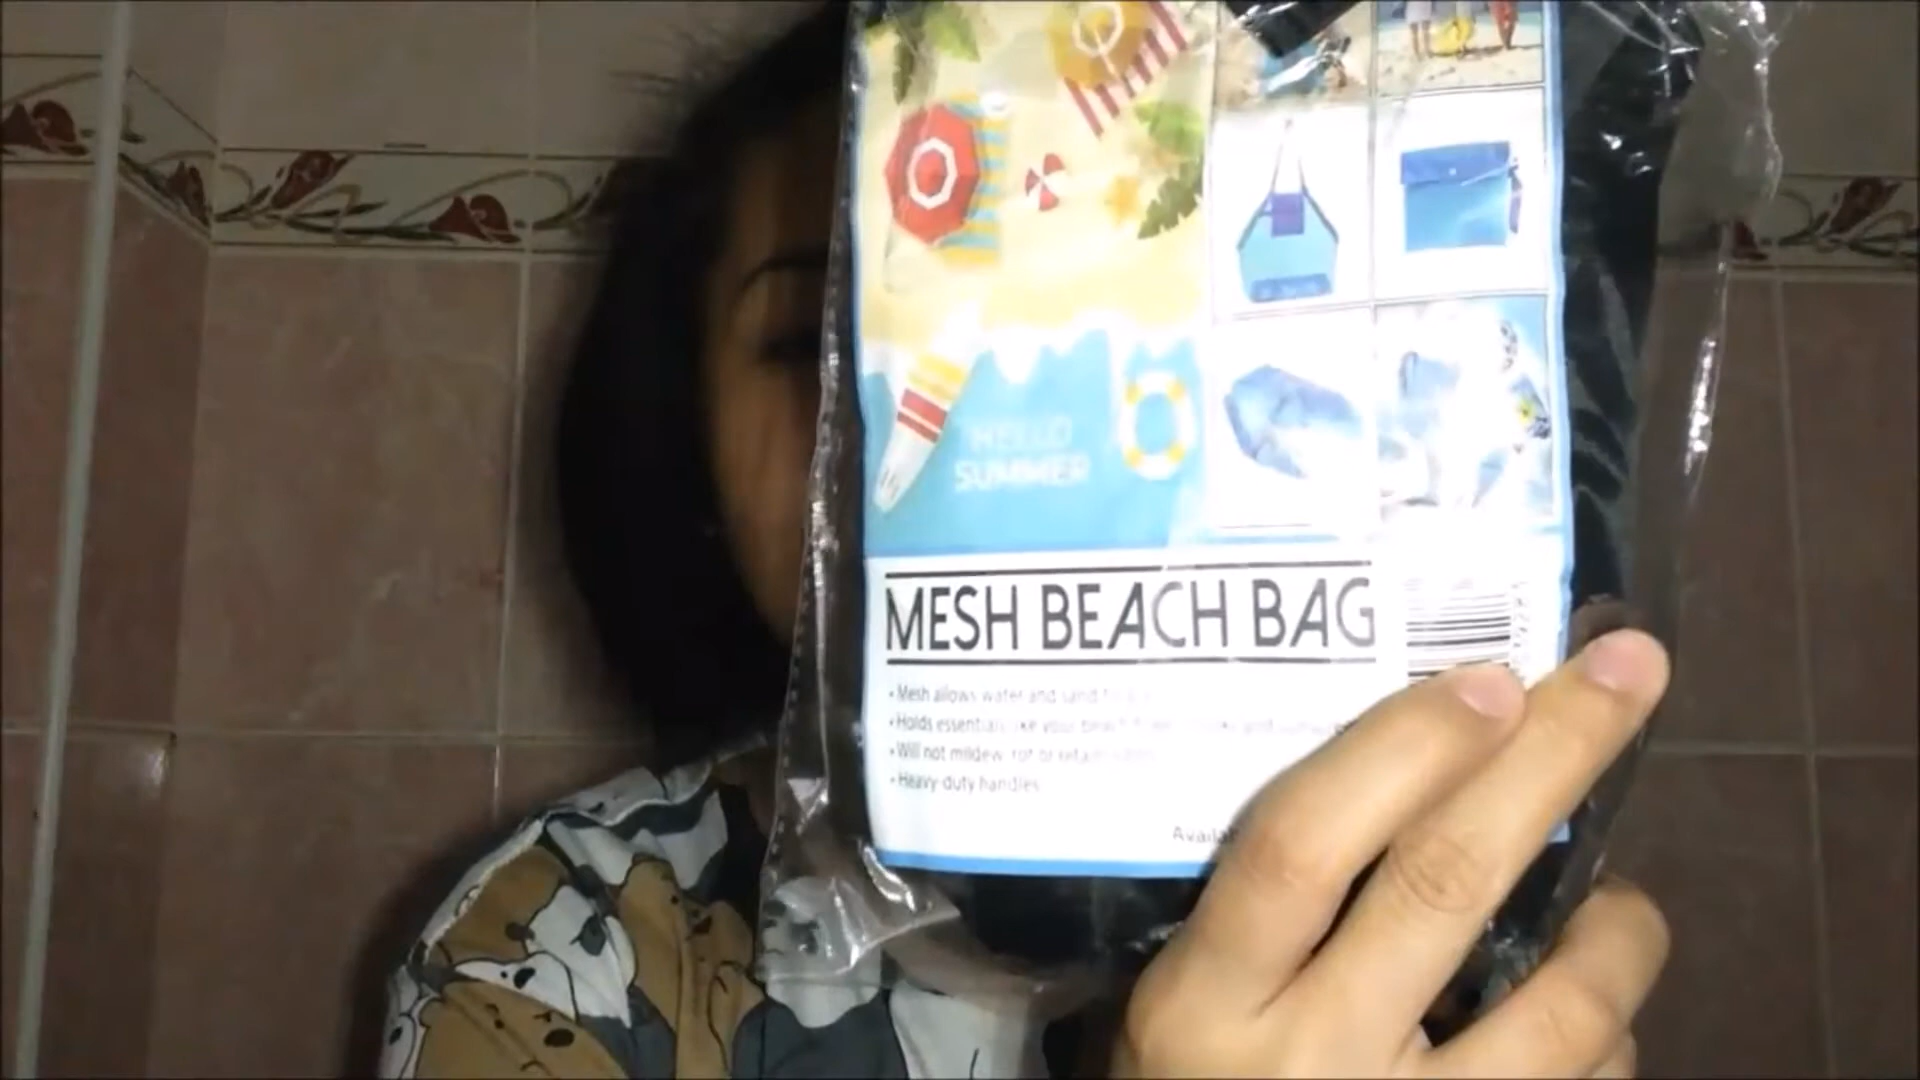 HELLO
SUMMER
MESH BEACH BAG
• Mesh allows water and sand
• Holds essentials like your beach
• Will not mildew, rot or retain water
• Heavy-duty handles